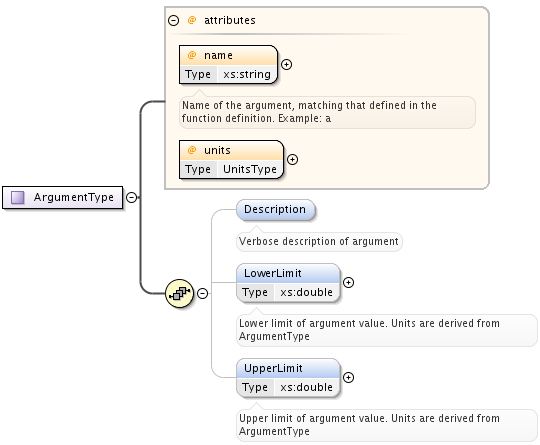 @ attributes
@ name
Type xs:string
Name of the argument, matching that defined in the
function definition. Example: a
@ units
Type UnitsType
ArgumentType
Description
Verbose description of argument
LowerLimit
Type xs:double
Lower limit of argument value. Units are derived from
ArgumentType
UpperLimit
Type xs:double
Upper limit of argument value. Units are derived from
ArgumentType